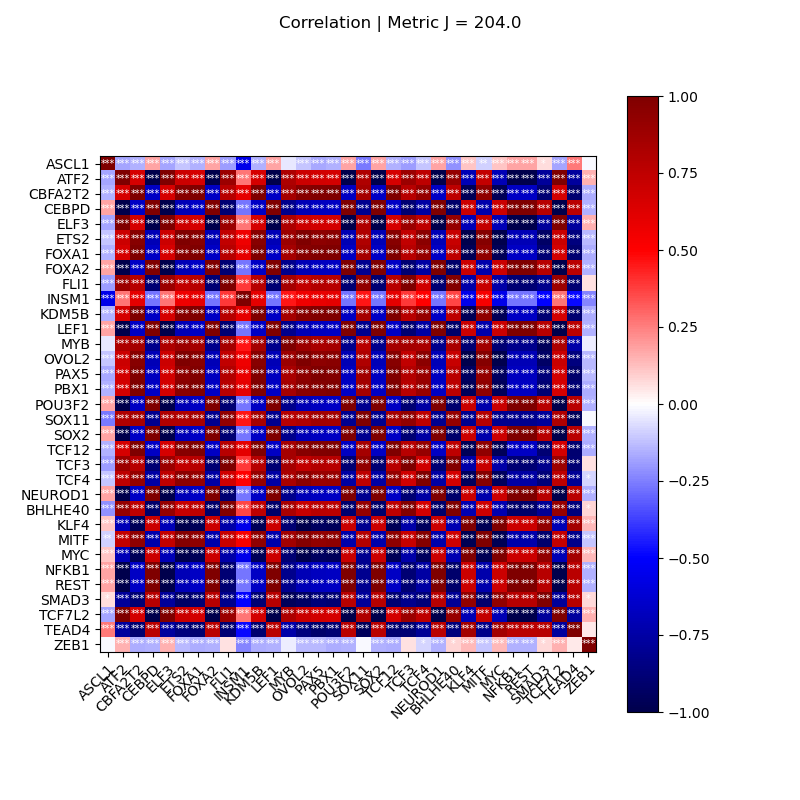 Correlation | Metric J = 204.0
ASCL1
ATF2
CBFA2T2
CEBPD
ELF3
ETS2
FOXA1
FOXA2
FLI1
INSM1
KDM5B
LEF1
MYB
OVOL2
PAX5
PBX1
POU3F2
SOX11
SOX2
TCF12
TCF3
TCF4
NEUROD1
BHLHE40
KLF4
MITF
MYC
NFKB1
REST
SMAD3
TCF7L2
TEAD4
ZEB1
ASCL1
ATF2
CBFA2T2
CEBPD
ELF3
ETS2
FOXA1
FOXA2
FLI1
INSM1
KDM5B
LEF1
MYB
OVOL2
PAX5
PBX1
POU3F2
SOX11
SOX2
TCF12
TCF3
TCF4
NEUROD1
BHLHE40
KLF4
MITF
MYC
NFKB1
REST
SMAD3
TCF7L2
TEAD4
ZEB1
1.00
0.75
0.50
0.25
0.00
−0.25
−0.50
−0.75
−1.00